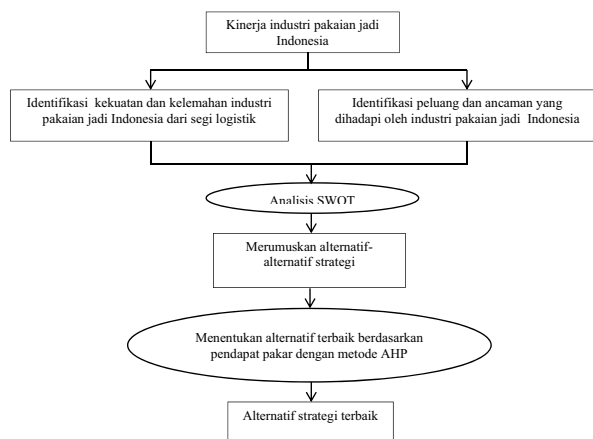 Kinerja industri pakaian jadi
Indonesia
Identifikasi kekuatan dan kelemahan industri
pakaian jadi Indonesia dari segi logistik
Identifikasi peluang dan ancaman yang
dihadapi oleh industri pakaian jadi Indonesia
Analisis SWOT
Merumuskan alternatif-
alternatif strategi
Menentukan alternatif terbaik berdasarkan
pendapat pakar dengan metode AHP
Alternatif strategi terbaik